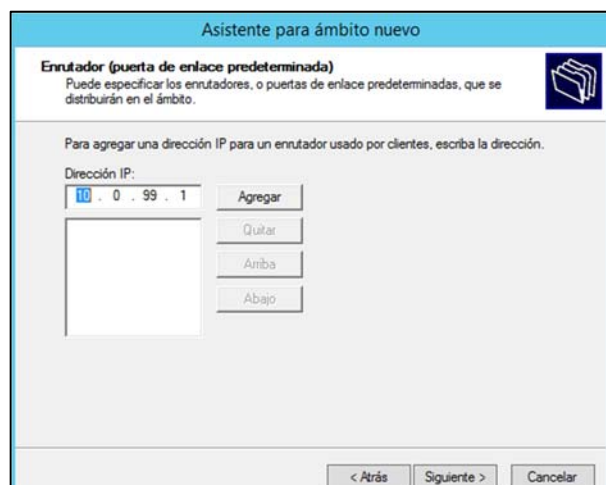 Asistente para ámbito nuevo
Enrutador (puerta de enlace predeterminada)
Puede especificar los enrutadores, o puertas de enlace predeterminadas, que se
distribuirán en el ámbito.
Para agregar una dirección IP para un enrutador usado por clientes, escriba la dirección.
Dirección IP:
10 . 0 . 99 . 1
Agregar
Quitar
Arriba
Abajo
< Atrás
Siguiente >
Cancelar